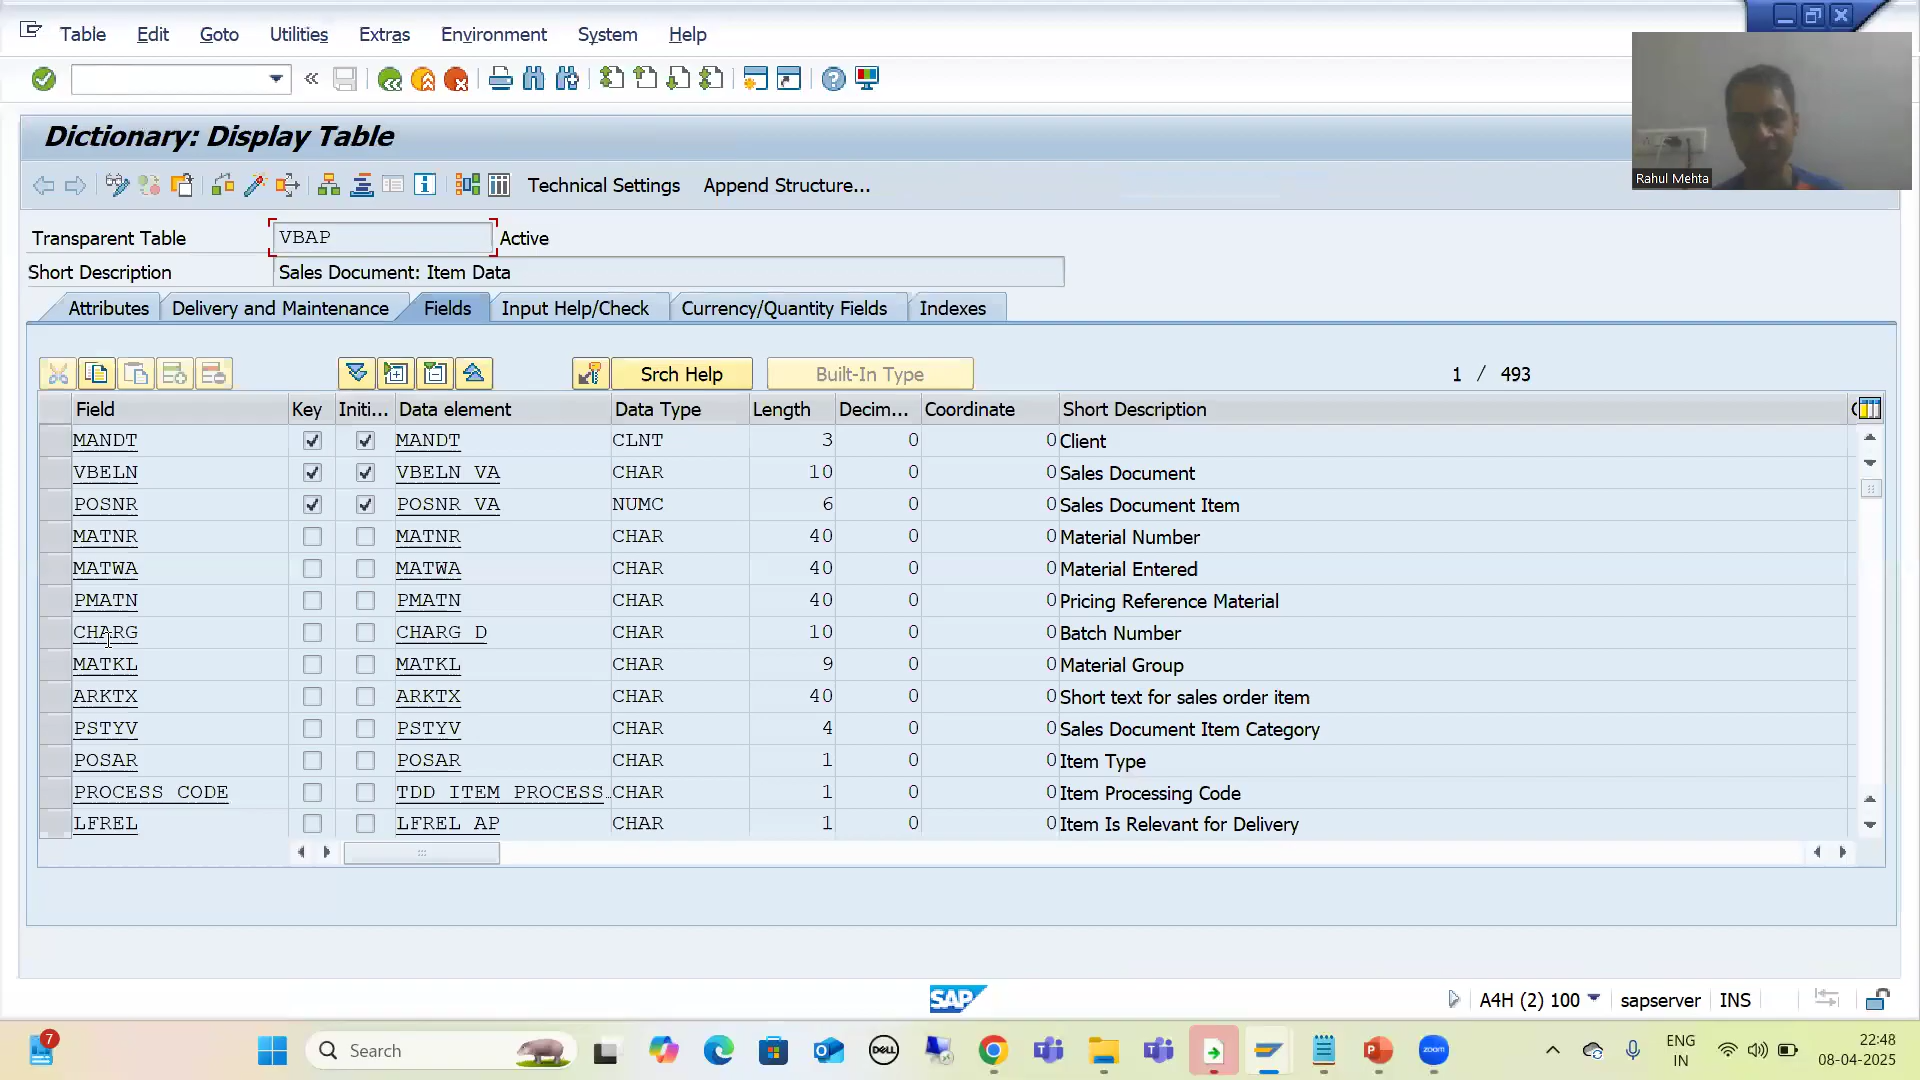 Table Edit Goto Utilities Extras Environment System Help
Rahul Mehta
Dictionary: Display Table
Technical Settings Append Structure...
Transparent Table VBAP Active
Short Description Sales Document: Item Data
Attributes Delivery and Maintenance Fields Input Help/Check Currency/Quantity Fields Indexes
Srch Help Built-In Type 1 / 493
Field Key Initi... Data element Data Type Length Decim... Coordinate Short Description
MANDT MANDT CLNT 3 0 0 Client
VBELN VBELN_VA CHAR 10 0 0 Sales Document
POSNR POSNR_VA NUMC 6 0 0 Sales Document Item
MATNR MATNR CHAR 40 0 0 Material Number
MATWA MATWA CHAR 40 0 0 Material Entered
PMATN PMATN CHAR 40 0 0 Pricing Reference Material
CHARG CHARG_D CHAR 10 0 0 Batch Number
MATKL MATKL CHAR 9 0 0 Material Group
ARKTX ARKTX CHAR 40 0 0 Short text for sales order item
PSTYV PSTYV CHAR 4 0 0 Sales Document Item Category
POSAR POSAR CHAR 1 0 0 Item Type
PROCESS_CODE TDD_ITEM_PROCESS… CHAR 1 0 0 Item Processing Code
LFREL LFREL_AP CHAR 1 0 0 Item Is Relevant for Delivery
SAP A4H (2) 100 sapserver INS
7 Search DELL zoom ENG 22:48
IN 08-04-2025